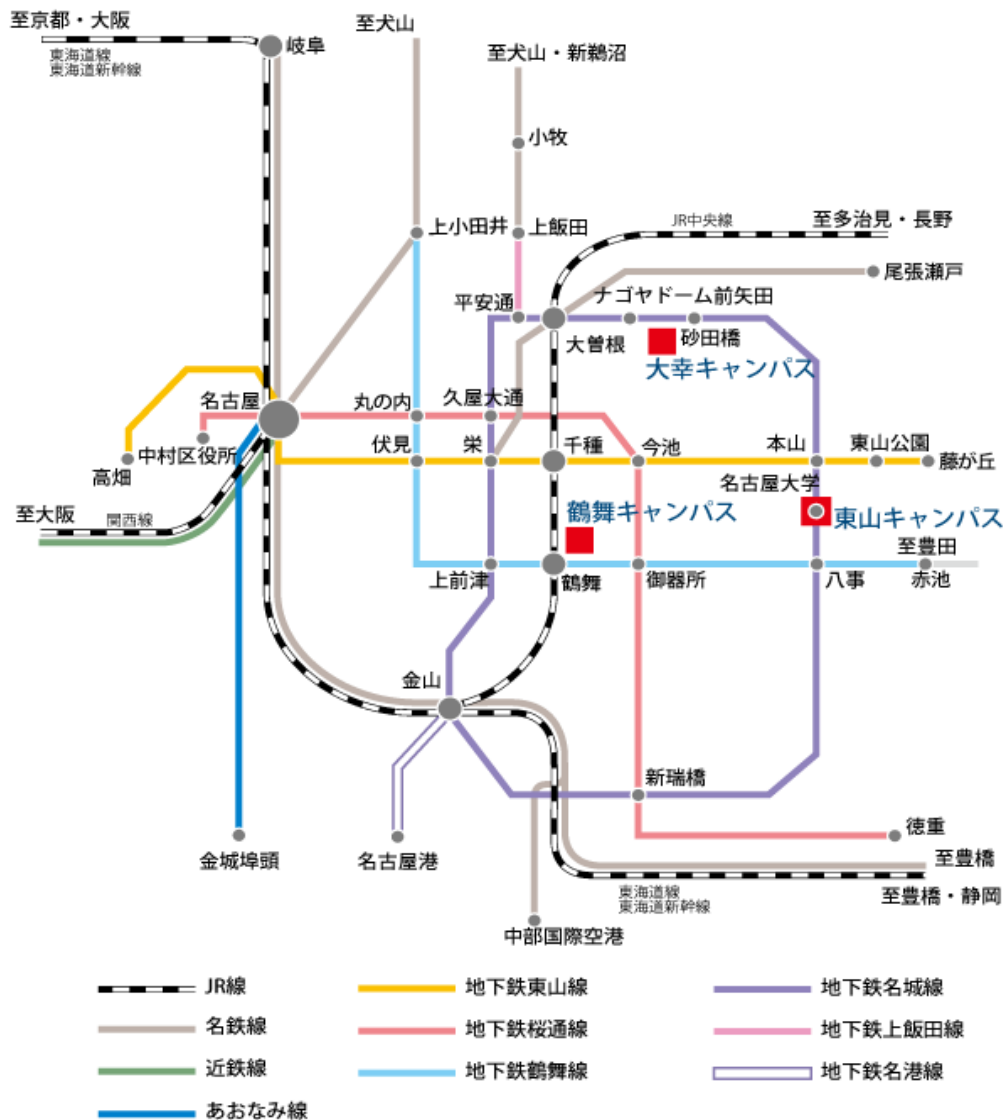 至京都・大阪
東海道線
東海道新幹線
岐阜
至犬山
至犬山・新鵜沼
小牧
上小田井
上飯田
JR中央線
至多治見・長野
尾張瀬戸
平安通
ナゴヤドーム前矢田
大曽根
砂田橋
大幸キャンパス
名古屋
丸の内
久屋大通
中村区役所
高畑
伏見
栄
千種
今池
本山
東山公園
藤が丘
名古屋大学
至大阪
関西線
鶴舞キャンパス
東山キャンパス
至豊田
上前津
鶴舞
御器所
八事
赤池
金山
新瑞橋
金城埠頭
名古屋港
徳重
至豊橋
東海道線
東海道新幹線
至豊橋・静岡
中部国際空港
JR線
地下鉄東山線
地下鉄名城線
名鉄線
地下鉄桜通線
地下鉄上飯田線
近鉄線
地下鉄鶴舞線
地下鉄名港線
あおなみ線